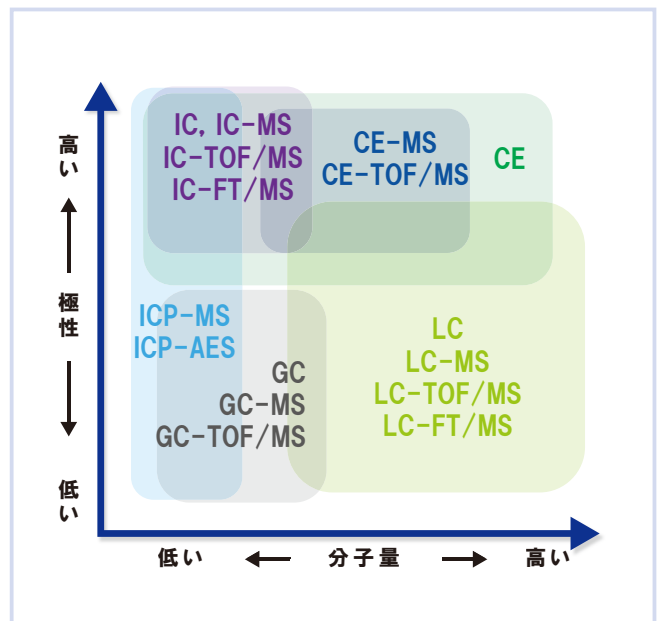 IC, IC-MS
IC-TOF/MS
IC-FT/MS
CE-MS
CE-TOF/MS
CE
高い
極性
低い
ICP-MS
ICP-AES
GC
GC-MS
GC-TOF/MS
LC
LC-MS
LC-TOF/MS
LC-FT/MS
低い 分子量 高い